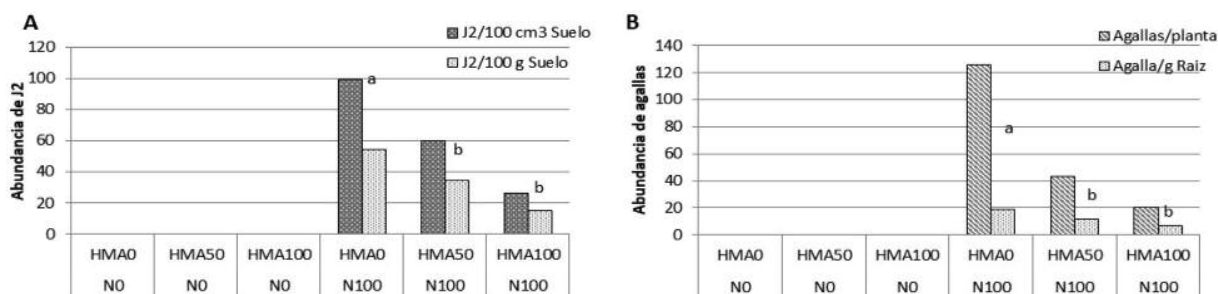 A
J2/100 cm3 Suelo
J2/100 g Suelo
Abundancia de J2
120
100
80
60
40
20
0
a
b
b
HMA0 HMA50 HMA100 HMA0 HMA50 HMA100
N0 N0 N0 N100 N100 N100
B
Agallas/planta
Agalla/g Raiz
Abundancia de agallas
140
120
100
80
60
40
20
0
a
b
b
HMA0 HMA50 HMA100 HMA0 HMA50 HMA100
N0 N0 N0 N100 N100 N100